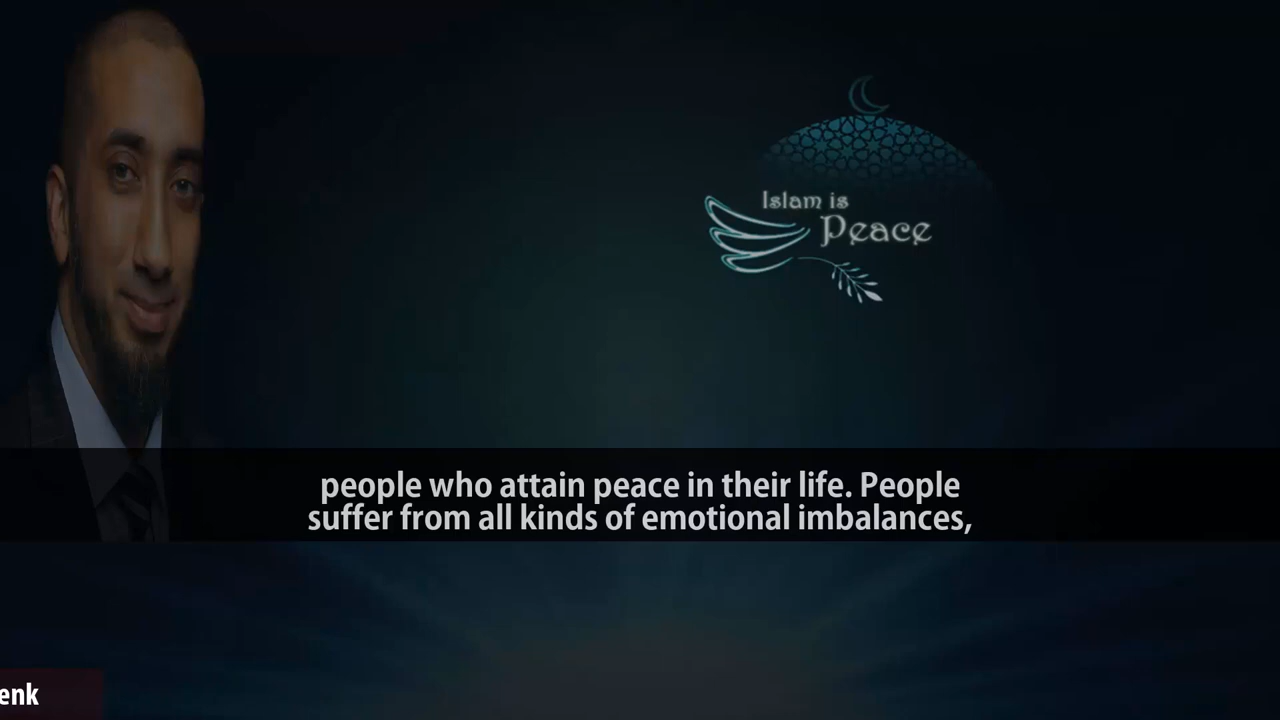 Islam is
Peace
people who attain peace in their life. People
suffer from all kinds of emotional imbalances,
enk